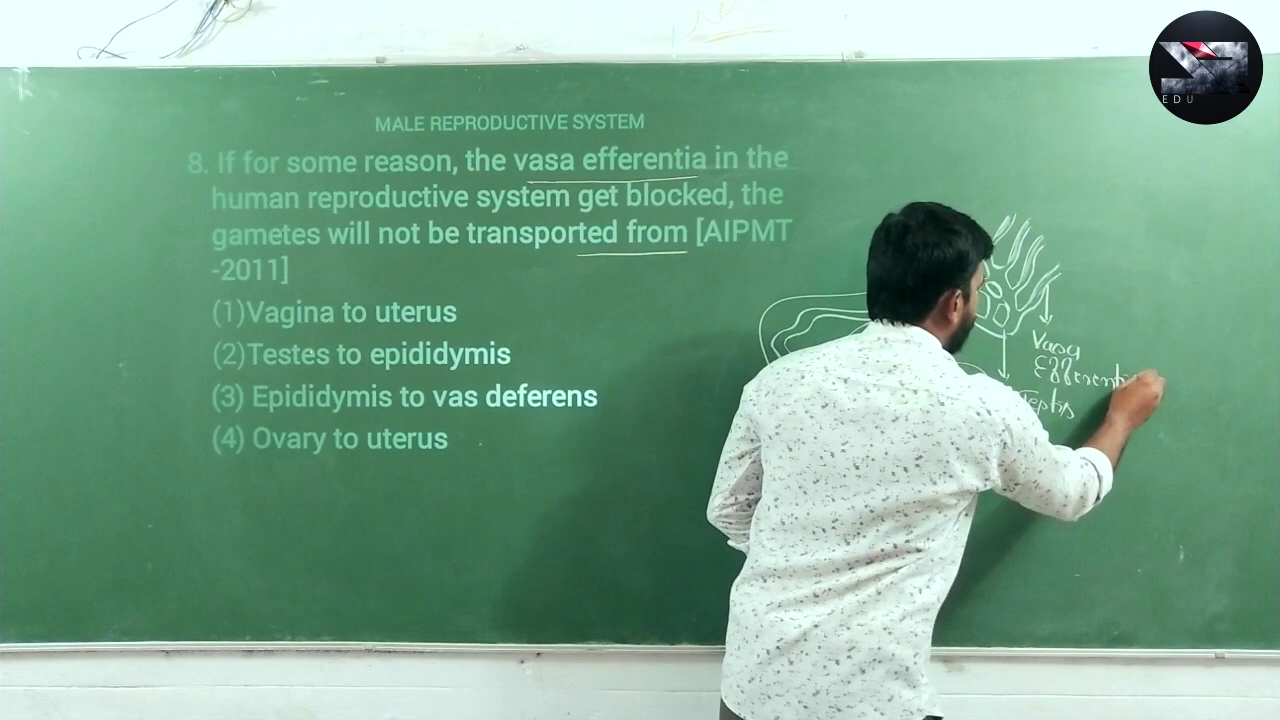 EDU
MALE REPRODUCTIVE SYSTEM
8. If for some reason, the vasa efferentia in the
human reproductive system get blocked, the
gametes will not be transported from [AIPMT
-2011]
(1)Vagina to uterus
(2)Testes to epididymis
(3) Epididymis to vas deferens
(4) Ovary to uterus
Vasa